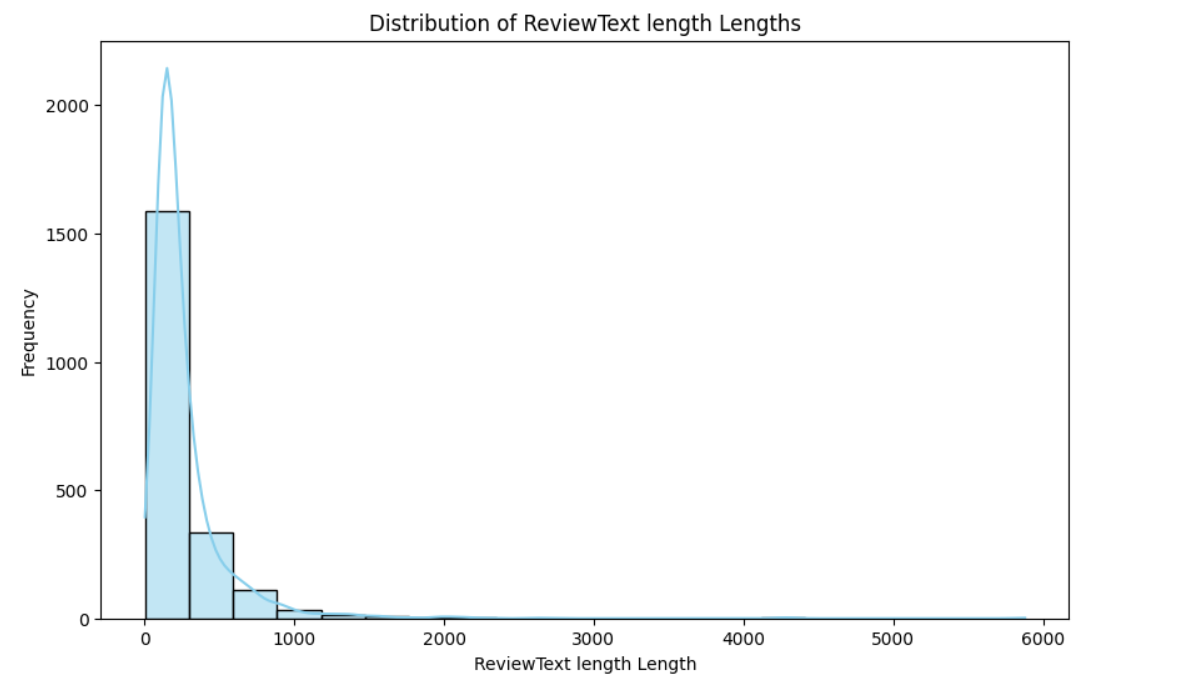 Distribution of ReviewText length Lengths
2000
1500
1000
500
0
Frequency
0 1000 2000 3000 4000 5000 6000
ReviewText length Length